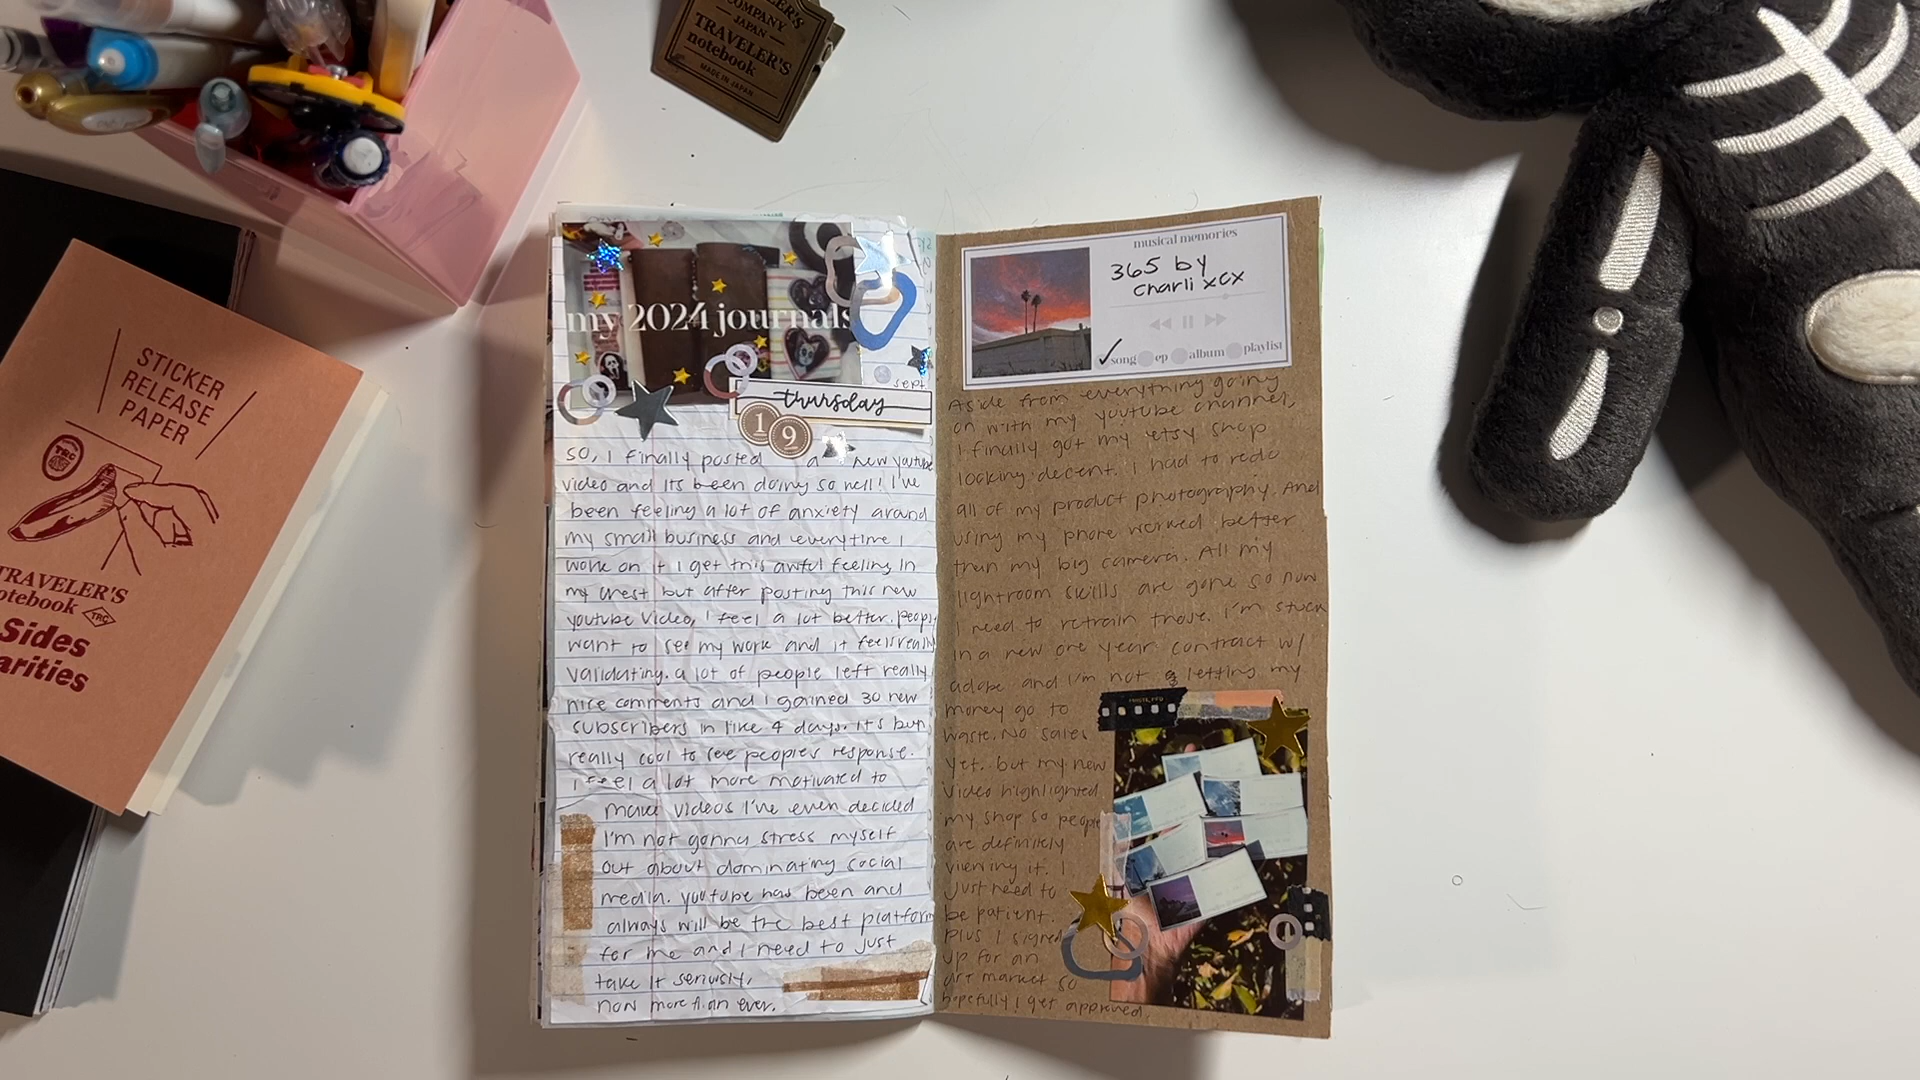 COMPANY
JAPAN
TRAVELER'S
notebook
MADE IN JAPAN
STICKER
RELEASE
PAPER
TRC
TRAVELER'S
notebook
TRC
Sides
arities
my 2024 journals
sept.
thursday
19
so, I finally posted a new youtube
video and its been doing so well! I've
been feeling a lot of anxiety around
my small business and everytime I
work on it I get this awful feeling in
my chest but after posting this new
youtube video, I feel a lot better. people
want to see my work and it feels really
validating. a lot of people left really
nice comments and I gained 30 new
subscribers in like 4 days. it's been
really cool to see peoples response.
I feel a lot more motivated to
make videos I've even decided
I'm not gonna stress myself
out about dominating social
media. youtube has been and
always will be the best platform
for me and I need to just
take it seriously,
now more than ever.
musical memories
365 by
charli xcx
song ep album playlist
Aside from everything going
on with my youtube channel,
I finally got my etsy shop
looking decent. I had to redo
all of my product photography. And
using my phone worked better
than my big camera. All my
lightroom skills are gone so now
I need to retrain those. I'm stuck
in a new one year contract w/
adobe and I'm not letting my
money go to
waste. No sales
yet. but my new
video highlighted
my shop so people
are definitely
viewing it. I
just need to
be patient.
Plus I signed
up for an
art market so
hopefully I get approved.